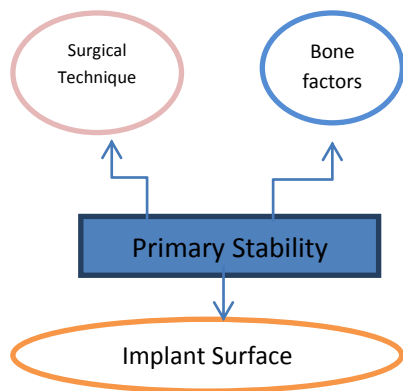 Surgical
Technique
Bone
factors
Primary Stability
Implant Surface